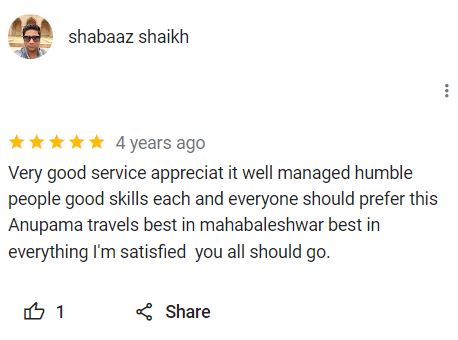 shabaaz shaikh
4 years ago
Very good service appreciat it well managed humble
people good skills each and everyone should prefer this
Anupama travels best in mahabaleshwar best in
everything I'm satisfied  you all should go.
1 Share